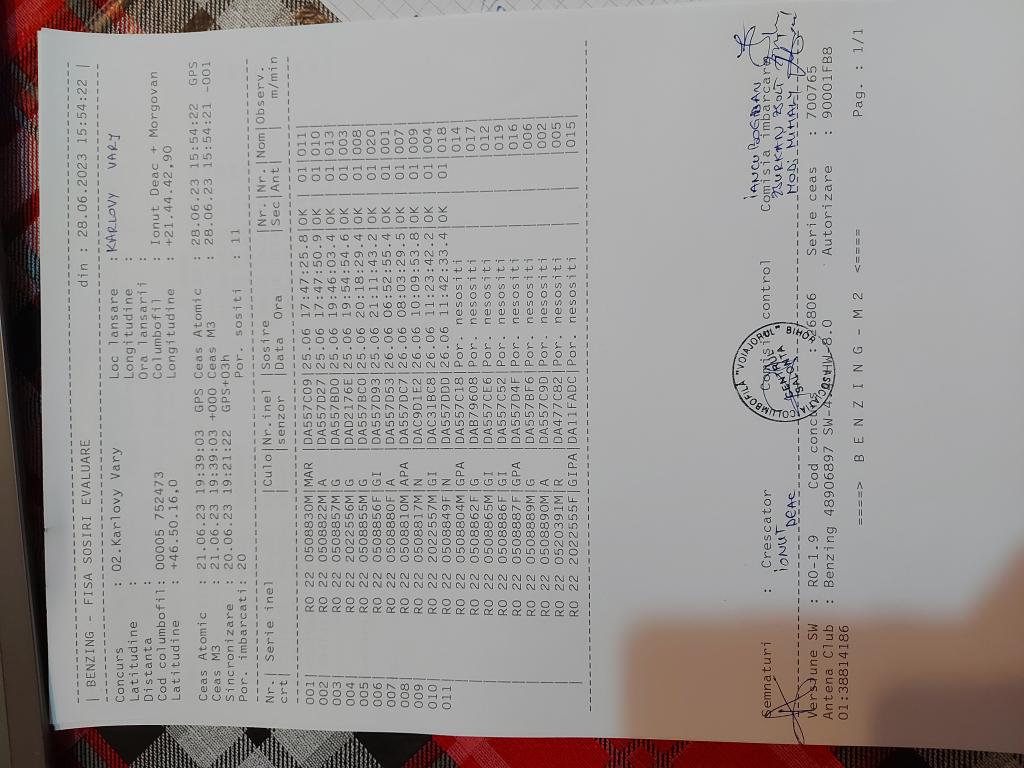 | BENZING - FISA SOSIRI EVALUARE din : 28.06.2023 15:54:22 |
Concurs : 02.Karlovy Vary Loc lansare : KARLOVY VARY
Latitudine : Longitudine :
Distanta : Ora lansarii :
Cod columbofil: 00005 752473 Columbofil : Ionut Deac + Morgovan
Latitudine : +46.50.16,0 Longitudine : +21.44.42,90
Ceas Atomic : 21.06.23 19:39:03 GPS Ceas Atomic : 28.06.23 15:54:22 GPS
Ceas M3 : 21.06.23 19:39:03 +000 Ceas M3 : 28.06.23 15:54:21 -001
Sincronizare : 20.06.23 19:21:22 GPS+03h
Por. imbarcati: 20 Por. sositi : 11
Nr.| Serie inel |Culo|Nr.inel |Sosire |Nr.|Nr.|Nom|Observ.
crt| | |senzor |Data Ora |Sec|Ant| | m/min
001| RO 22 0508830M|MAR |DA557DD9|25.06 17:47:25.8|OK | 01|011|
002| RO 22 0508822M|A |DA557D27|25.06 17:47:50.9|OK | 01|010|
003| RO 22 0508857M|G |DA557BD0|25.06 19:46:03.4|OK | 01|013|
004| RO 22 2022556M|G |DAD2176E|25.06 19:54:54.6|OK | 01|003|
005| RO 22 0508855M|G |DA557BC0|25.06 20:18:29.4|OK | 01|008|
006| RO 22 0508856F|GI |DA557D93|25.06 21:11:43.2|OK | 01|020|
007| RO 22 0508880F|A |DA557D53|26.06 06:52:55.4|OK | 01|001|
008| RO 22 0508810M|APA |DA557DC7|26.06 08:03:29.5|OK | 01|007|
009| RO 22 0508817M|N |DAC9D1E2|26.06 10:09:53.8|OK | 01|009|
010| RO 22 2022557M|GI |DAC31BC8|26.06 11:23:42.2|OK | 01|004|
011| RO 22 0508849F|N |DA557DDD|26.06 11:42:33.4|OK | 01|018|
| RO 22 0508804M|GPA |DA557C18|Por. nesositi | | |014|
| RO 22 0508862F|G |DAB79608|Por. nesositi | | |017|
| RO 22 0508865M|GI |DA557CE6|Por. nesositi | | |012|
| RO 22 0508886F|GI |DA557C52|Por. nesositi | | |019|
| RO 22 0508887F|GPA |DA557D4F|Por. nesositi | | |016|
| RO 22 0508889M|G |DA557BF6|Por. nesositi | | |006|
| RO 22 0508890M|A |DA557C9D|Por. nesositi | | |002|
| RO 22 0520391M|R |DA477C82|Por. nesositi | | |005|
| RO 22 2022555F|GIPA|DA11FADC|Por. nesositi | | |015|
Semnaturi : Crescator Comisia control Comisia imbarcare
IONUT DEAC
IANCU BOGDAN
ZSURKAN ZSOLT
MODI MIHALY
ASOCIATIA COLUMBOFILA "VOIAJORUL" BIHOR
CENTRUL
SALONTA
Versiune SW : RO-1.9 Cod concurs : 26806 Serie ceas : 700765
Antena Club : Benzing 48906897 SW-4. HW-8.0 Autorizare : 90001FB8
01:38814186
====> B E N Z I N G - M 2 <==== Pag. : 1/1